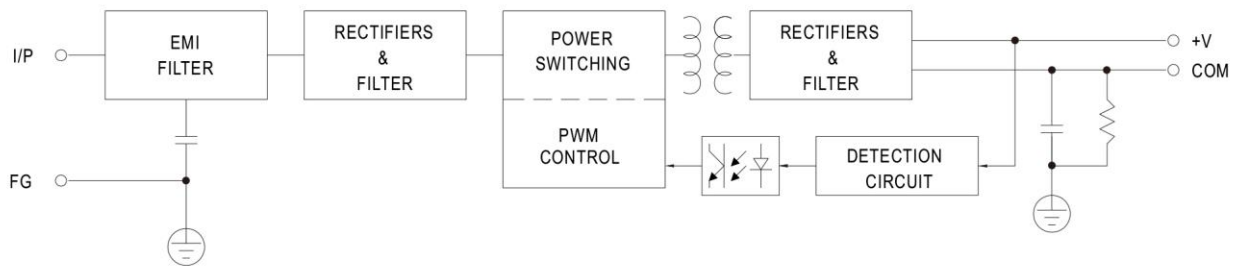 I/P
EMI
FILTER
RECTIFIERS
&
FILTER
POWER
SWITCHING
RECTIFIERS
&
FILTER
+V
COM
PWM
CONTROL
DETECTION
CIRCUIT
FG